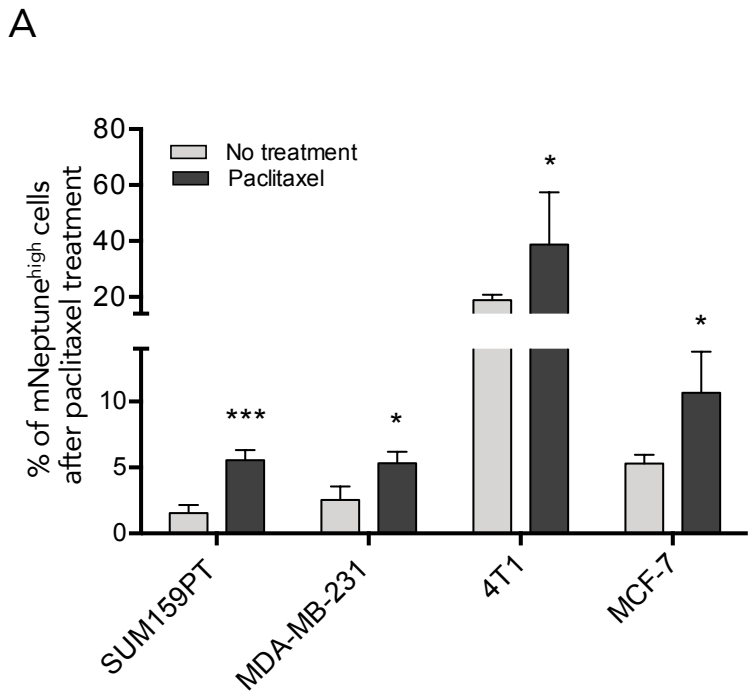 A
% of mNeptunehigh cells
after paclitaxel treatment
80
60
40
20
10
5
0
No treatment
Paclitaxel
***
*
*
*
SUM159PT
MDA-MB-231
4T1
MCF-7